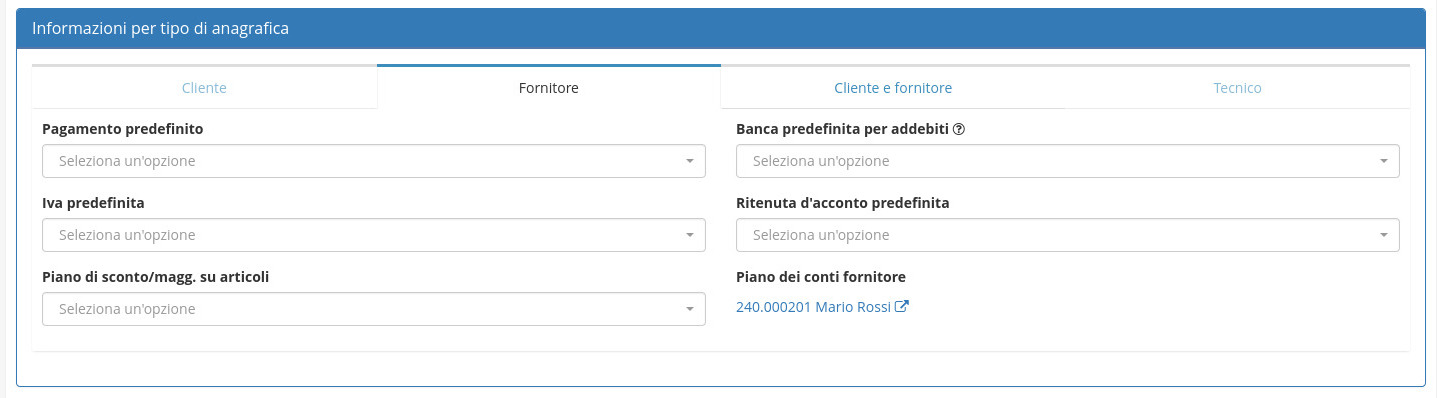 Informazioni per tipo di anagrafica
Cliente
Fornitore
Cliente e fornitore
Tecnico
Pagamento predefinito
Seleziona un'opzione
Banca predefinita per addebiti
Seleziona un'opzione
Iva predefinita
Seleziona un'opzione
Ritenuta d'acconto predefinita
Seleziona un'opzione
Piano di sconto/magg. su articoli
Seleziona un'opzione
Piano dei conti fornitore
240.000201 Mario Rossi